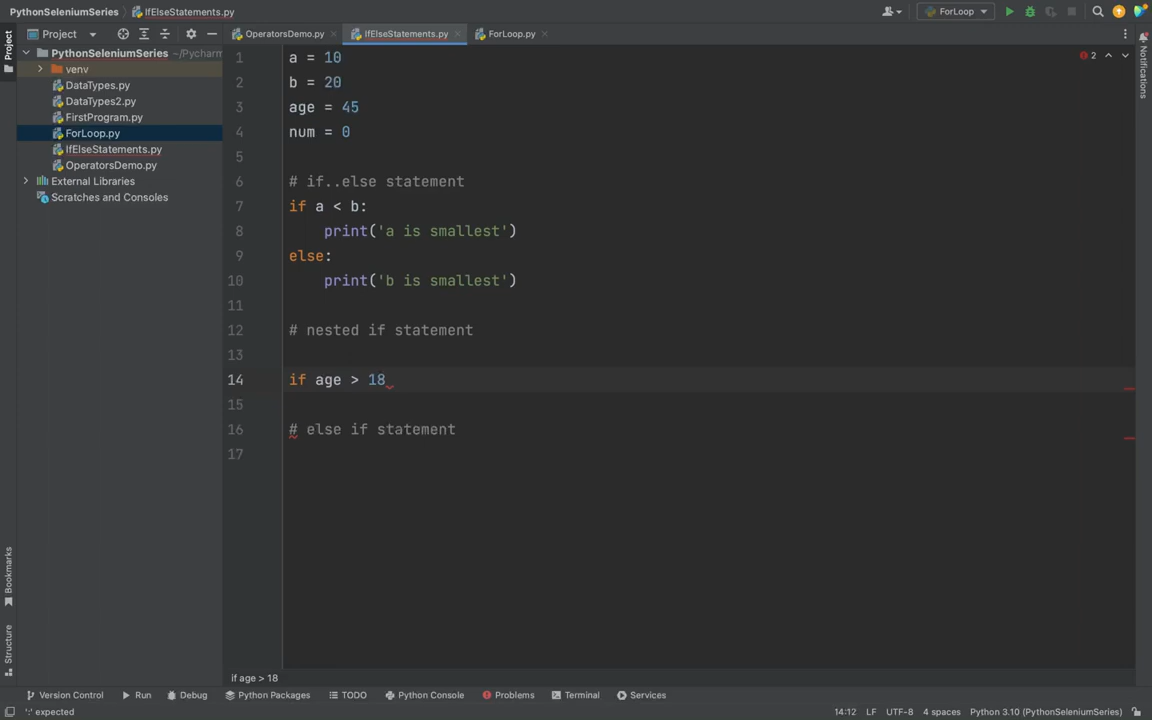 PythonSeleniumSeries IfElseStatements.py ForLoop
Project OperatorsDemo.py IfElseStatements.py ForLoop.py
Project
PythonSeleniumSeries ~/Pycharm
venv
DataTypes.py
DataTypes2.py
FirstProgram.py
ForLoop.py
IfElseStatements.py
OperatorsDemo.py
External Libraries
Scratches and Consoles
Bookmarks
Structure
1 a = 10
2 b = 20
3 age = 45
4 num = 0
5
6 # if..else statement
7 if a < b:
8 print('a is smallest')
9 else:
10 print('b is smallest')
11
12 # nested if statement
13
14 if age > 18
15
16 # else if statement
17
2
Notifications
if age > 18
Version Control Run Debug Python Packages TODO Python Console Problems Terminal Services
':' expected 14:12 LF UTF-8 4 spaces Python 3.10 (PythonSeleniumSeries)